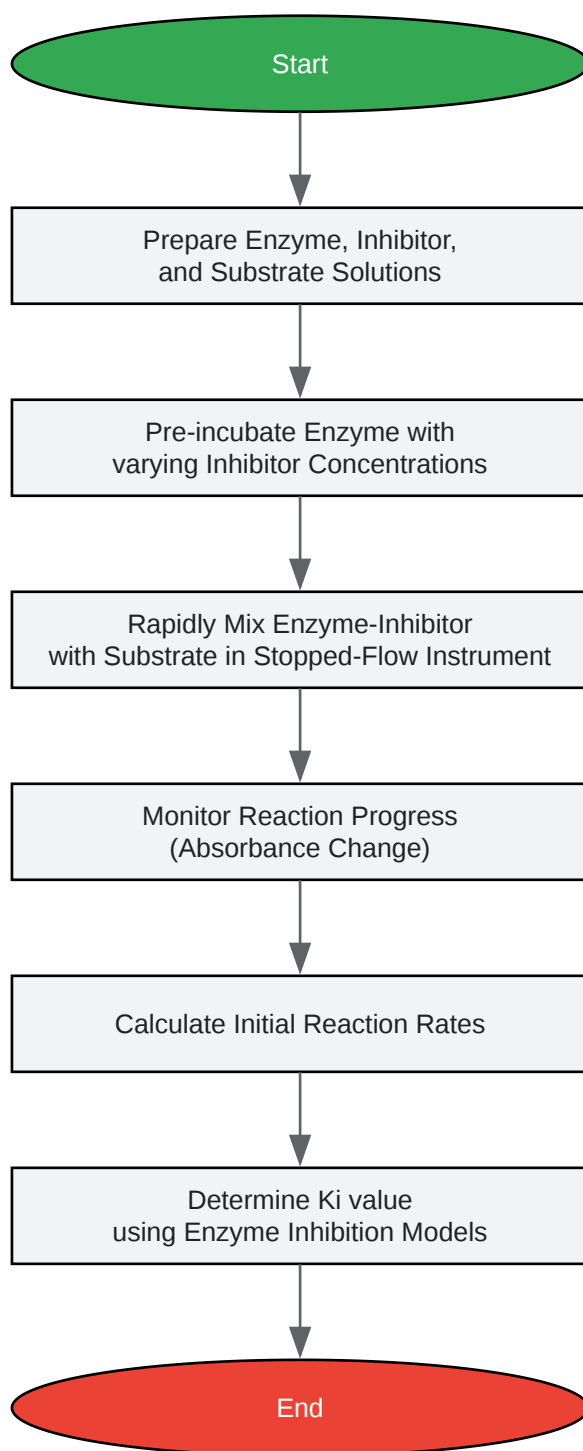 Start
Prepare Enzyme, Inhibitor,
and Substrate Solutions
Pre-incubate Enzyme with
varying Inhibitor Concentrations
Rapidly Mix Enzyme-Inhibitor
with Substrate in Stopped-Flow Instrument
Monitor Reaction Progress
(Absorbance Change)
Calculate Initial Reaction Rates
Determine Ki value
using Enzyme Inhibition Models
End